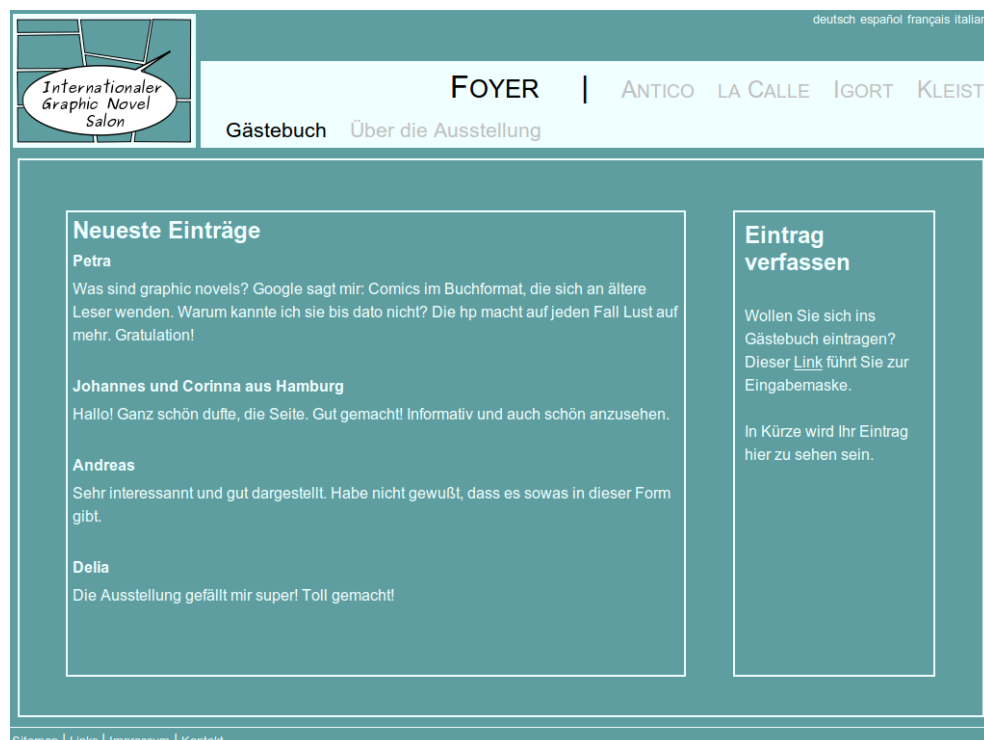 deutsch español français
Internationaler
Graphic Novel
Salon
FOYER | ANTICO LA CALLE IGORT KLEIST
Gästebuch Über die Ausstellung
Neueste Einträge
Petra
Was sind graphic novels? Google sagt mir: Comics im Buchformat, die sich an ältere
Leser wenden. Warum kannte ich sie bis dato nicht? Die hp macht auf jeden Fall Lust auf
mehr. Gratulation!
Johannes und Corinna aus Hamburg
Hallo! Ganz schön dufte, die Seite. Gut gemacht! Informativ und auch schön anzusehen.
Andreas
Sehr interessannt und gut dargestellt. Habe nicht gewußt, dass es sowas in dieser Form
gibt.
Delia
Die Ausstellung gefällt mir super! Toll gemacht!
Eintrag
verfassen
Wollen Sie sich ins
Gästebuch eintragen?
Dieser Link führt Sie zur
Eingabemaske.
In Kürze wird Ihr Eintrag
hier zu sehen sein.
Sitemap | Links | Impressum | Kontakt